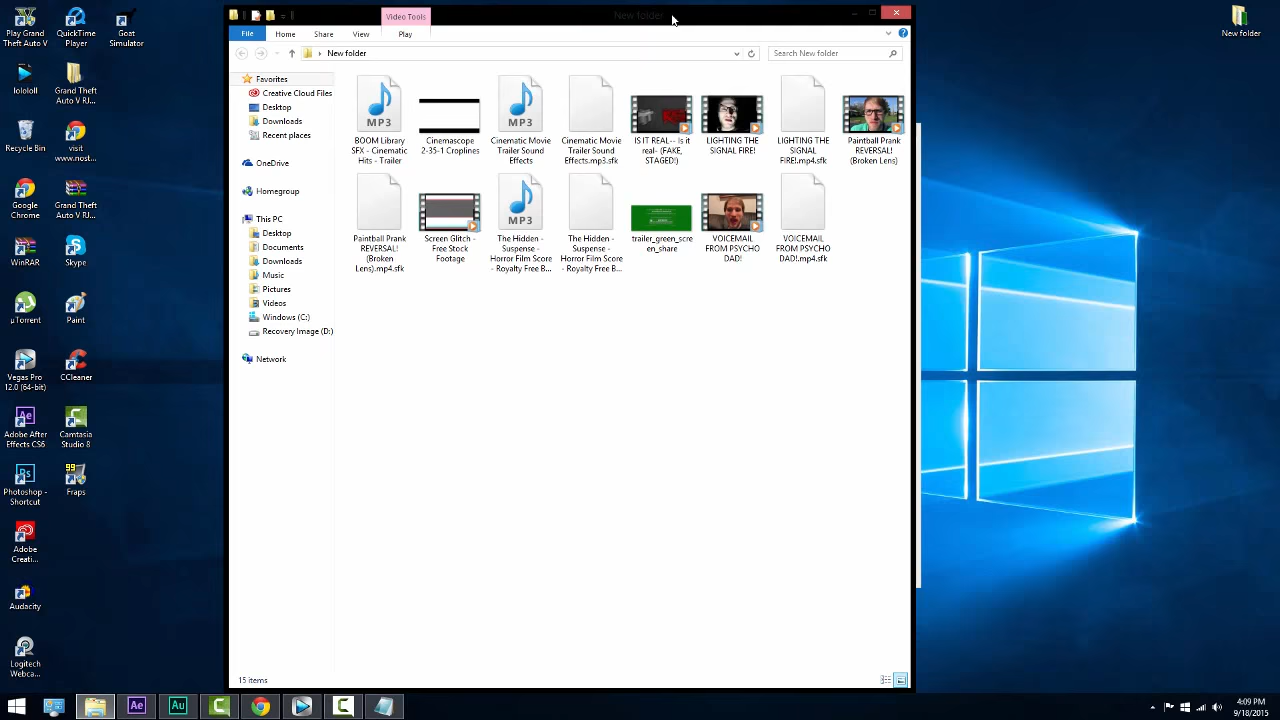 Play Grand
Theft Auto V
QuickTime
Player
Goat
Simulator
lololol
Grand Theft
Auto V RU...
Recycle Bin
visit
www.nost...
Google
Chrome
Grand Theft
Auto V RI...
WinRAR
Skype
µTorrent
Paint
Vegas Pro
12.0 (64-bit)
CCleaner
Adobe After
Effects CS6
Camtasia
Studio 8
Photoshop -
Shortcut
99
Fraps
Adobe
Creati...
Audacity
Logitech
Webca...
Video Tools
New folder
File
Home
Share
View
Play
New folder
Search New folder
Favorites
Creative Cloud Files
Desktop
Downloads
Recent places
OneDrive
Homegroup
This PC
Desktop
Documents
Downloads
Music
Pictures
Videos
Windows (C:)
Recovery Image (D:)
Network
MP3
BOOM Library
SFX - Cinematic
Hits - Trailer
Cinemascope
2-35-1 Croplines
MP3
Cinematic Movie
Trailer Sound
Effects
Cinematic Movie
Trailer Sound
Effects.mp3.sfk
IS IT REAL-- Is it
real- (FAKE,
STAGED!)
LIGHTING THE
SIGNAL FIRE!
LIGHTING THE
SIGNAL
FIRE!.mp4.sfk
Paintball Prank
REVERSAL!
(Broken Lens)
Paintball Prank
REVERSAL!
(Broken
Lens).mp4.sfk
Screen Glitch -
Free Stock
Footage
MP3
The Hidden -
Suspense -
Horror Film Score
- Royalty Free B...
The Hidden -
Suspense -
Horror Film Score
- Royalty Free B...
trailer_green_scre
en_share
VOICEMAIL
FROM PSYCHO
DAD!
VOICEMAIL
FROM PSYCHO
DAD!.mp4.sfk
15 items
New folder
Ae
Au
4:09 PM
9/18/2015